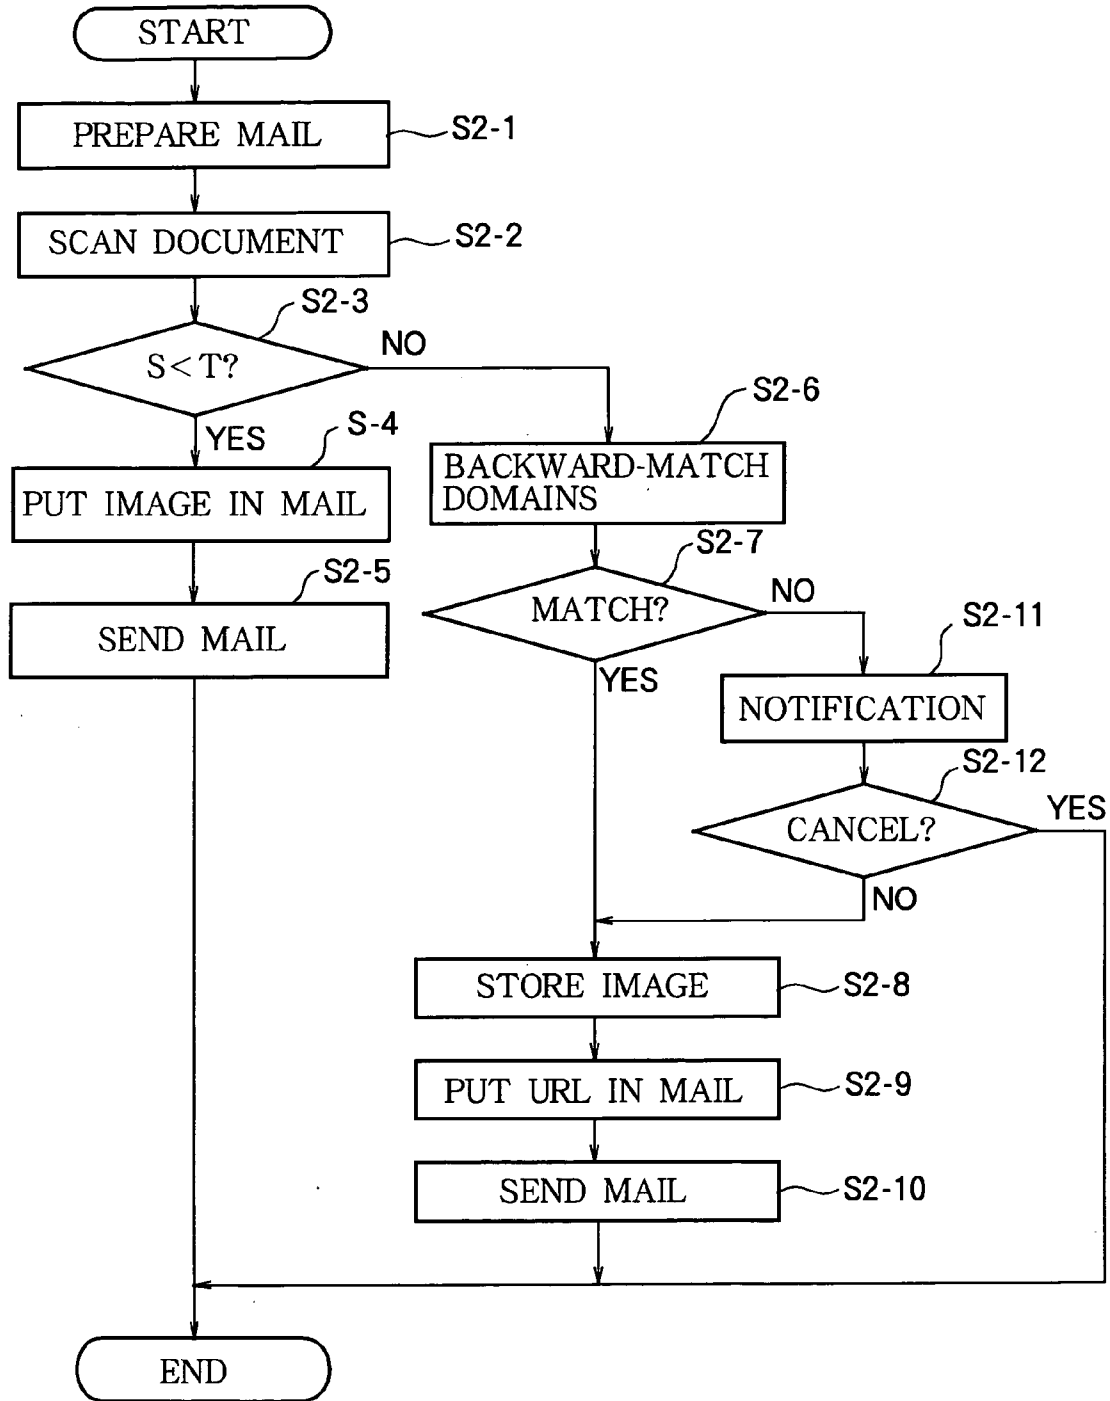 START
PREPARE MAIL
S2-1
SCAN DOCUMENT
S2-2
S2-3
S<T?
NO
YES
S-4
PUT IMAGE IN MAIL
S2-5
SEND MAIL
S2-6
BACKWARD-MATCH
DOMAINS
S2-7
MATCH?
NO
YES
S2-11
NOTIFICATION
S2-12
CANCEL?
YES
NO
STORE IMAGE
S2-8
PUT URL IN MAIL
S2-9
SEND MAIL
S2-10
END